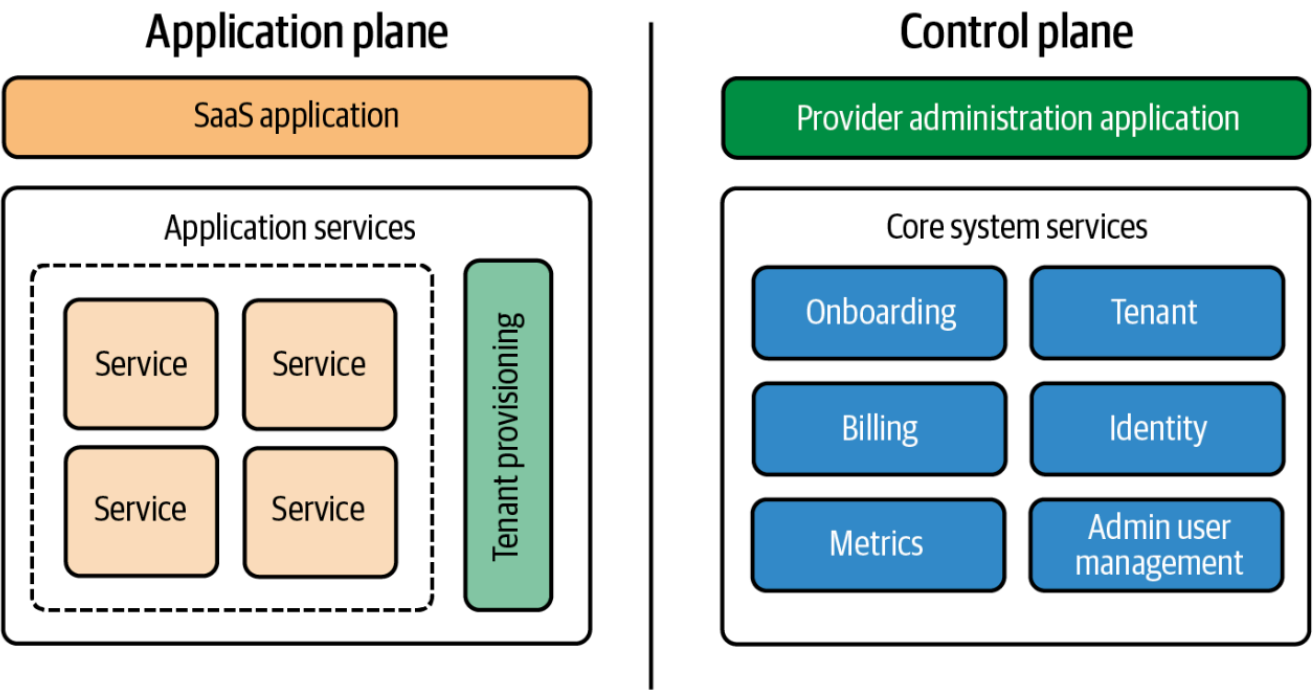 Application plane
SaaS application
Application services
Service
Service
Service
Service
Tenant provisioning
Control plane
Provider administration application
Core system services
Onboarding
Tenant
Billing
Identity
Metrics
Admin user
management